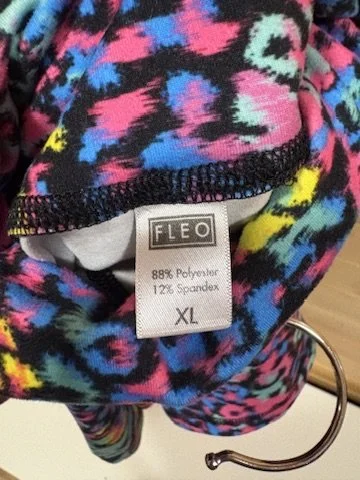 FLEO
88% Polyester
12% Spandex
XL